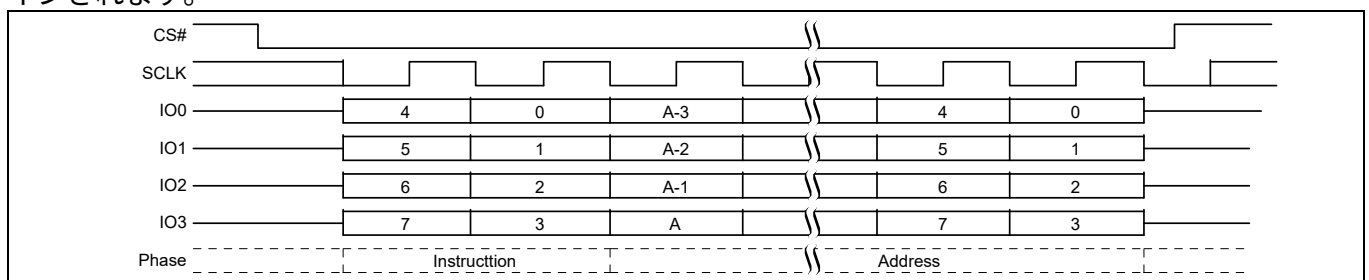 CS#
SCLK
IO0 4 0 A-3 4 0
IO1 5 1 A-2 5 1
IO2 6 2 A-1 6 2
IO3 7 3 A 7 3
Phase Instructtion Address